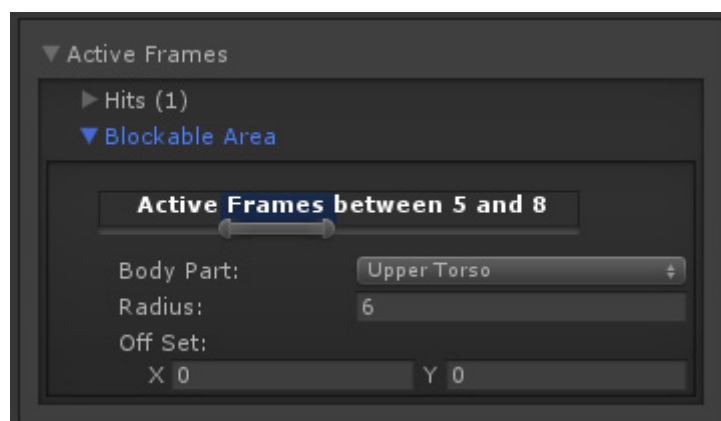 Active Frames
Hits (1)
Blockable Area
Active Frames between 5 and 8
Body Part: Upper Torso
Radius: 6
Off Set:
X 0 Y 0